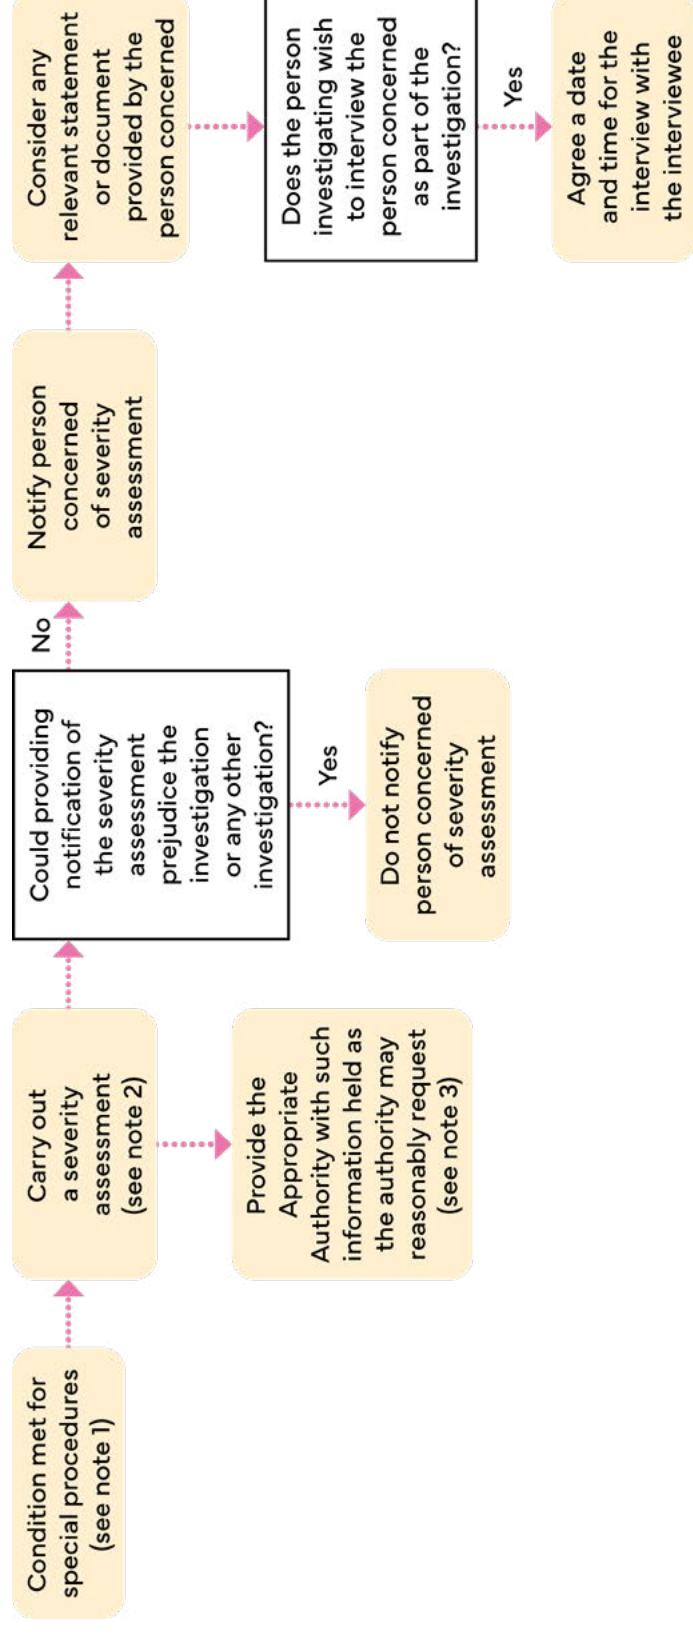 Condition met for
special procedures
(see note 1)
Carry out
a severity
assessment
(see note 2)
Provide the
Appropriate
Authority with such
information held as
the authority may
reasonably request
(see note 3)
Could providing
notification of
the severity
assessment
prejudice the
investigation
or any other
investigation?
Yes
Do not notify
person concerned
of severity
assessment
No
Notify person
concerned
of severity
assessment
Consider any
relevant statement
or document
provided by the
person concerned
Does the person
investigating wish
to interview the
person concerned
as part of the
investigation?
Yes
Agree a date
and time for the
interview with
the interviewee